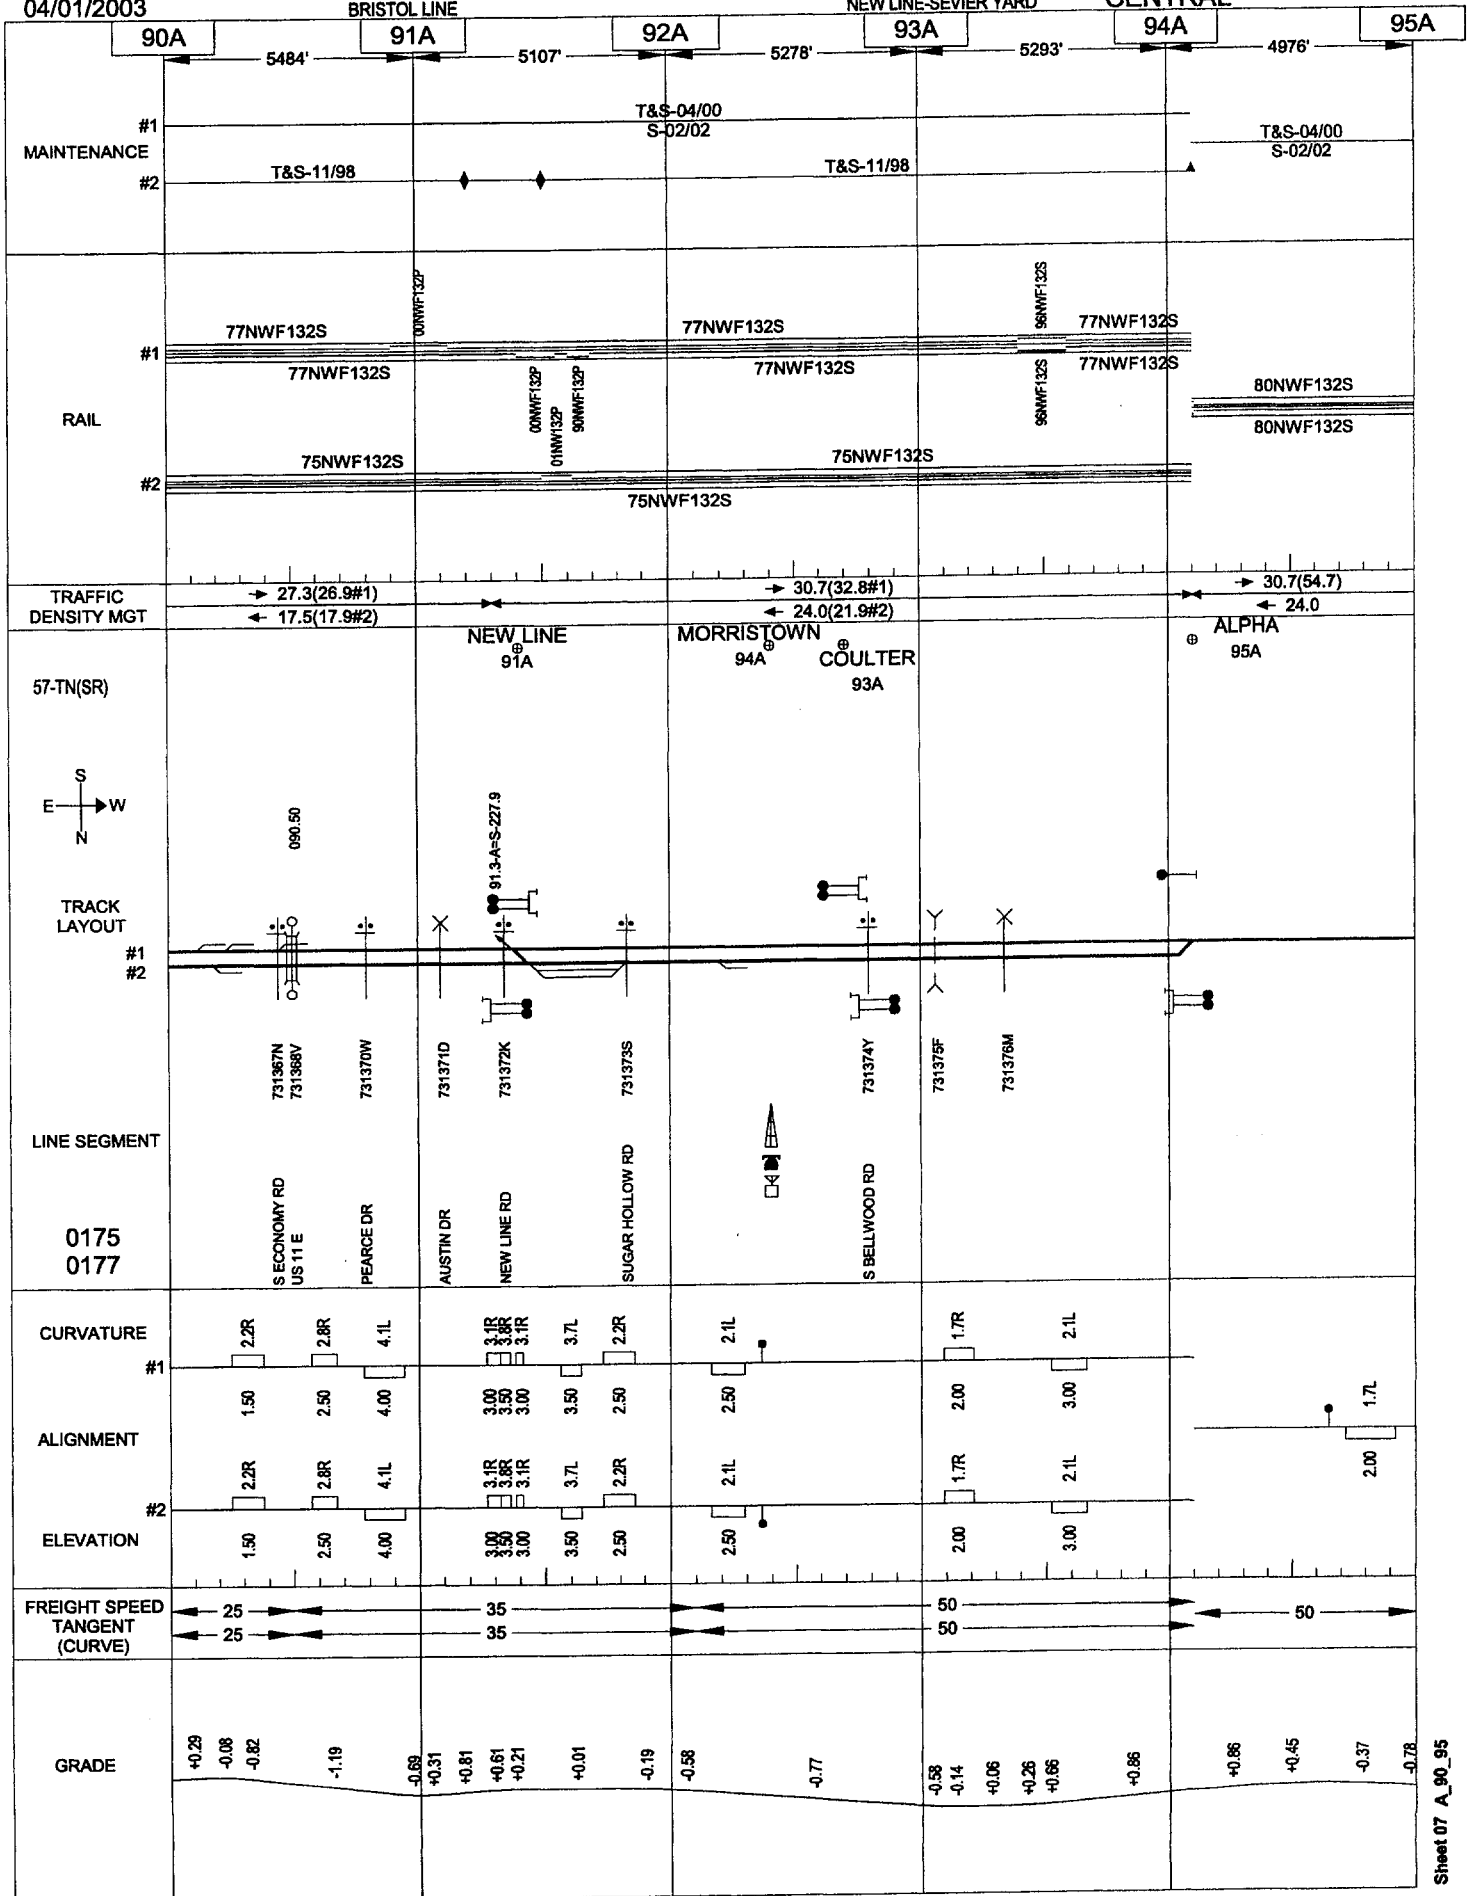 04/01/2003 BRISTOL LINE NEW LINE-SEVIER YARD CENTRAL
90A 91A 92A 93A 94A 95A
5484' 5107' 5278' 5293' 4976'
MAINTENANCE
#1 T&S-04/00
S-02/02
T&S-04/00
S-02/02
#2 T&S-11/98 T&S-11/98
RAIL
00NWF132P 96NWF132S
77NWF132S 77NWF132S 77NWF132S
#1
77NWF132S 77NWF132S 77NWF132S
00NWF132P 01NW132P 90NWF132P 96NWF132S
80NWF132S
80NWF132S
75NWF132S 75NWF132S
#2
75NWF132S
TRAFFIC
DENSITY MGT
27.3(26.9#1) 30.7(32.8#1) 30.7(54.7)
17.5(17.9#2) 24.0(21.9#2) 24.0
NEW LINE MORRISTOWN COULTER ALPHA
91A 94A 93A 95A
57-TN(SR)
S
E W
N
090.50
91.3-A=S-227.9
TRACK
LAYOUT
#1
#2
731367N 731368V 731370W 731371D 731372K 731373S 731374Y 731375F 731376M
LINE SEGMENT
0175
0177
S ECONOMY RD
US 11 E
PEARCE DR
AUSTIN DR
NEW LINE RD
SUGAR HOLLOW RD
S BELLWOOD RD
CURVATURE
2.2R 2.8R 4.1L 3.1R 3.8R 3.1R 3.7L 2.2R 2.1L 1.7R 2.1L
#1
1.50 2.50 4.00 3.00 3.50 3.00 3.50 2.50 2.50 2.00 3.00
1.7L
2.00
ALIGNMENT
2.2R 2.8R 4.1L 3.1R 3.8R 3.1R 3.7L 2.2R 2.1L 1.7R 2.1L
#2
1.50 2.50 4.00 3.00 3.50 3.00 3.50 2.50 2.50 2.00 3.00
ELEVATION
FREIGHT SPEED
TANGENT
(CURVE)
25 35 50 50
25 35 50
GRADE
+0.29 -0.08 -0.82 -1.19 -0.69 +0.31 +0.81 +0.61 +0.21 +0.01 -0.19 -0.58 -0.77 -0.58 -0.14 +0.06 +0.26 +0.66 +0.86 +0.86 +0.45 -0.37 -0.78
Sheet 07 A_90_95